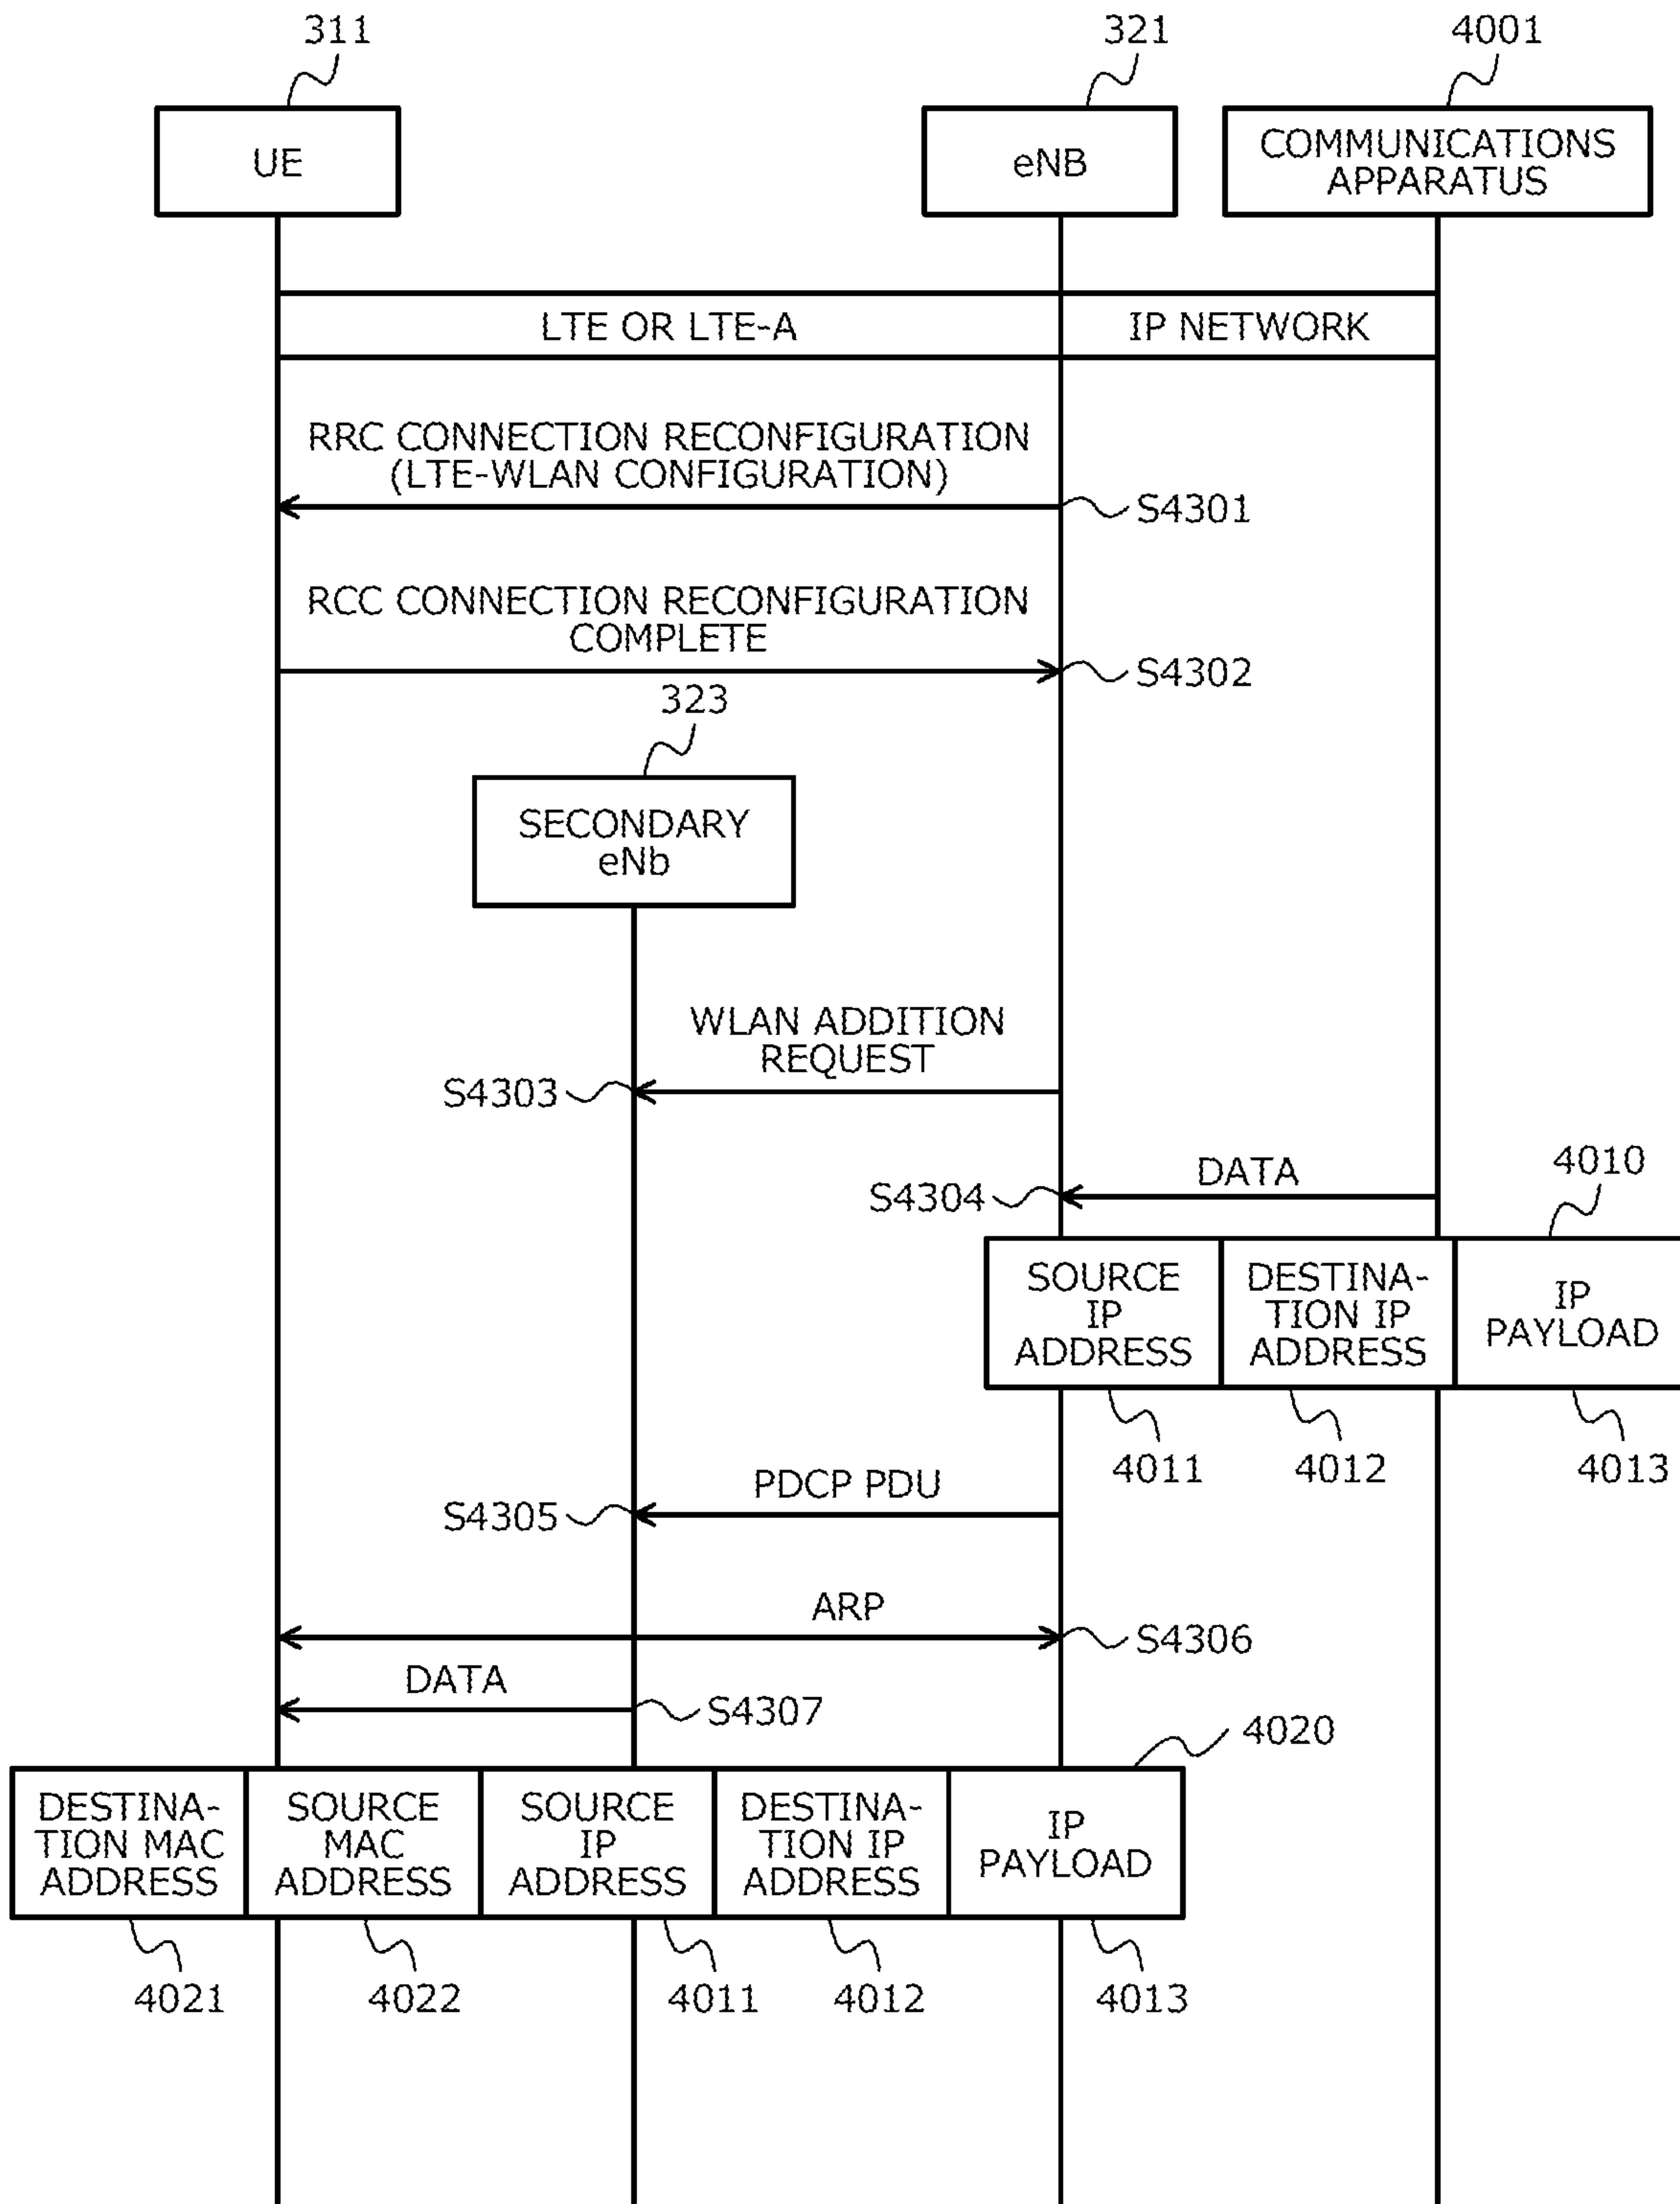 311
321
4001
UE
eNB
COMMUNICATIONS
APPARATUS
LTE OR LTE-A
IP NETWORK
RRC CONNECTION RECONFIGURATION
(LTE-WLAN CONFIGURATION)
S4301
RCC CONNECTION RECONFIGURATION
COMPLETE
S4302
323
SECONDARY
eNb
WLAN ADDITION
REQUEST
S4303
DATA
4010
S4304
SOURCE
IP
ADDRESS
DESTINA-
TION IP
ADDRESS
IP
PAYLOAD
4011
4012
4013
PDCP PDU
S4305
ARP
S4306
DATA
S4307
4020
DESTINA-
TION MAC
ADDRESS
SOURCE
MAC
ADDRESS
SOURCE
IP
ADDRESS
DESTINA-
TION IP
ADDRESS
IP
PAYLOAD
4021
4022
4011
4012
4013